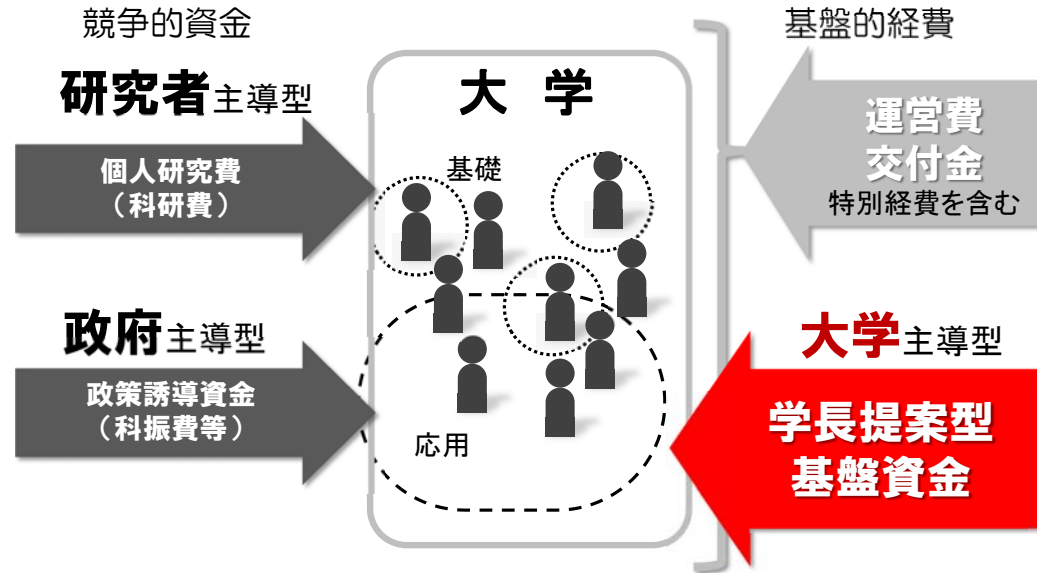 競争的資金
研究者主導型
個人研究費
(科研費)
政府主導型
政策誘導資金
(科振費等)
大 学
基礎
応用
基盤的経費
運営費
交付金
特別経費を含む
大学主導型
学長提案型
基盤資金